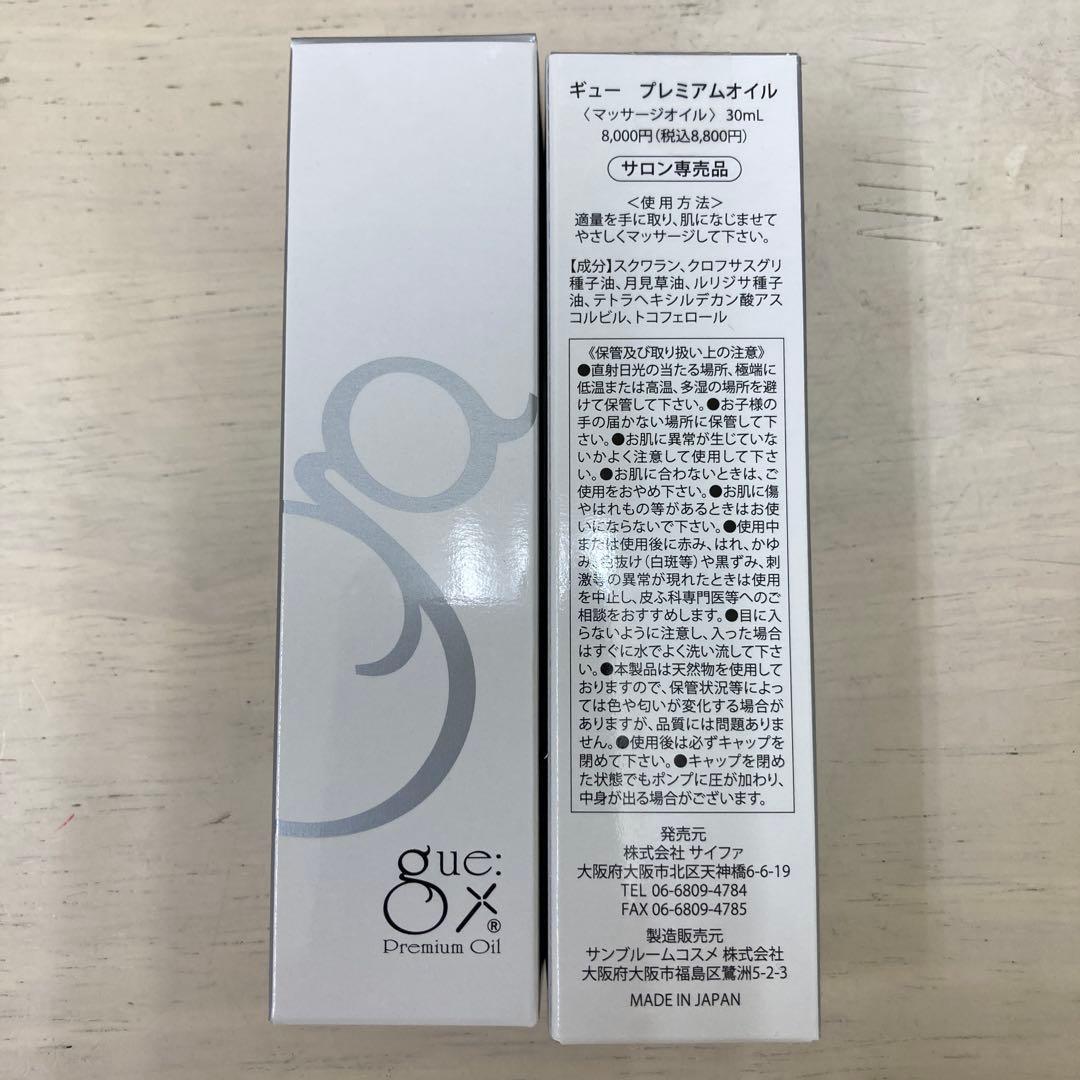 gue:
®
Premium Oil
ギュー プレミアムオイル
〈マッサージオイル〉 30mL
8,000円(税込8,800円)
サロン専売品
＜使用方法＞
適量を手に取り、肌になじませて
やさしくマッサージして下さい。
【成分】スクワラン、クロフサスグリ
種子油、月見草油、ルリジサ種子
油、テトラヘキシルデカン酸アス
コルビル、トコフェロール
《保管及び取り扱い上の注意》
●直射日光の当たる場所、極端に
低温または高温、多湿の場所を避
けて保管して下さい。●お子様の
手の届かない場所に保管して下
さい。●お肌に異常が生じていな
いかよく注意して使用して下さ
い。●お肌に合わないときは、ご
使用をおやめ下さい。●お肌に傷
やはれもの等があるときはお使
いにならないで下さい。●使用中
または使用後に赤み、はれ、かゆ
み、色抜け(白斑等)や黒ずみ、刺
激等の異常が現れたときは使用
を中止し、皮ふ科専門医等へのご
相談をおすすめします。●目に入
らないように注意し、入った場合
はすぐに水でよく洗い流して下さ
い。●本製品は天然物を使用して
おりますので、保管状況等によっ
ては色や匂いが変化する場合が
ありますが、品質には問題ありま
せん。●使用後は必ずキャップを
閉めて下さい。●キャップを閉め
た状態でもポンプに圧が加わり、
中身が出る場合がございます。
発売元
株式会社 サイファ
大阪府大阪市北区天神橋6-6-19
TEL 06-6809-4784
FAX 06-6809-4785
製造販売元
サンブルームコスメ 株式会社
大阪府大阪市福島区鷺洲5-2-3
MADE IN JAPAN